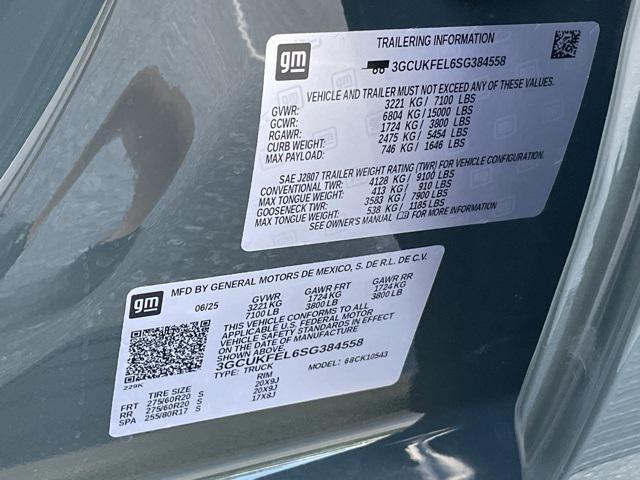 gm
TRAILERING INFORMATION
3GCUKFEL6SG384558
VEHICLE AND TRAILER MUST NOT EXCEED ANY OF THESE VALUES.
GVWR: 3221 KG / 7100 LBS
GCWR: 6804 KG / 15000 LBS
RGAWR: 1724 KG / 3800 LBS
CURB WEIGHT: 2475 KG / 5454 LBS
MAX PAYLOAD: 746 KG / 1646 LBS
SAE J2807 TRAILER WEIGHT RATING (TWR) FOR VEHICLE CONFIGURATION.
CONVENTIONAL TWR: 4128 KG / 9100 LBS
MAX TONGUE WEIGHT: 413 KG / 910 LBS
GOOSENECK TWR: 3583 KG / 7900 LBS
MAX TONGUE WEIGHT: 538 KG / 1185 LBS
SEE OWNER'S MANUAL FOR MORE INFORMATION
gm
MFD BY GENERAL MOTORS DE MEXICO, S. DE R.L. DE C.V.
06/25 GVWR GAWR FRT GAWR RR
3221 KG 1724 KG 1724 KG
7100 LB 3800 LB 3800 LB
THIS VEHICLE CONFORMS TO ALL
APPLICABLE U.S. FEDERAL MOTOR
VEHICLE SAFETY STANDARDS IN EFFECT
ON THE DATE OF MANUFACTURE
SHOWN ABOVE.
3GCUKFEL6SG384558
TYPE: TRUCK MODEL: 68CK10543
229K
TIRE SIZE RIM
FRT 275/60R20 S 20X9J
RR 275/60R20 S 20X9J
SPA 255/80R17 S 17X8J